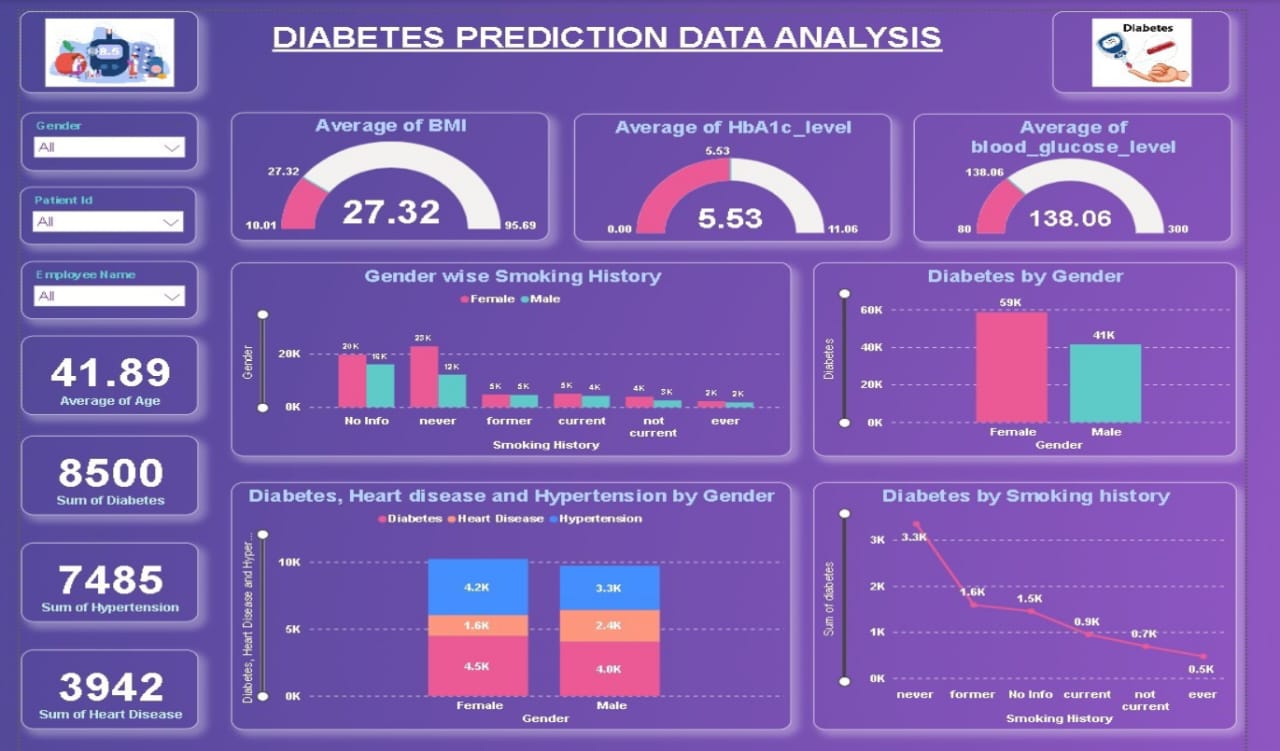 8.5
DIABETES PREDICTION DATA ANALYSIS
Diabetes
Gender
All
Patient Id
All
Employee Name
All
41.89
Average of Age
8500
Sum of Diabetes
7485
Sum of Hypertension
3942
Sum of Heart Disease
Average of BMI
27.32
27.32
10.01
95.69
Average of HbA1c_level
5.53
5.53
0.00
11.06
Average of
blood_glucose_level
138.06
138.06
80
300
Gender wise Smoking History
Female Male
Gender
20K
0K
20K 16K
23K 12K
5K 5K
5K 4K
4K 3K
2K 2K
No Info never former current not current ever
Smoking History
Diabetes by Gender
Diabetes
60K
40K
20K
0K
59K
41K
Female Male
Gender
Diabetes, Heart disease and Hypertension by Gender
Diabetes Heart Disease Hypertension
Diabetes, Heart Disease and Hyper...
10K
5K
0K
4.2K 3.3K
1.6K 2.4K
4.5K 4.0K
Female Male
Gender
Diabetes by Smoking history
Sum of diabetes
3K
2K
1K
0K
3.3K
1.6K
1.5K
0.9K
0.7K
0.5K
never former No Info current not current ever
Smoking History